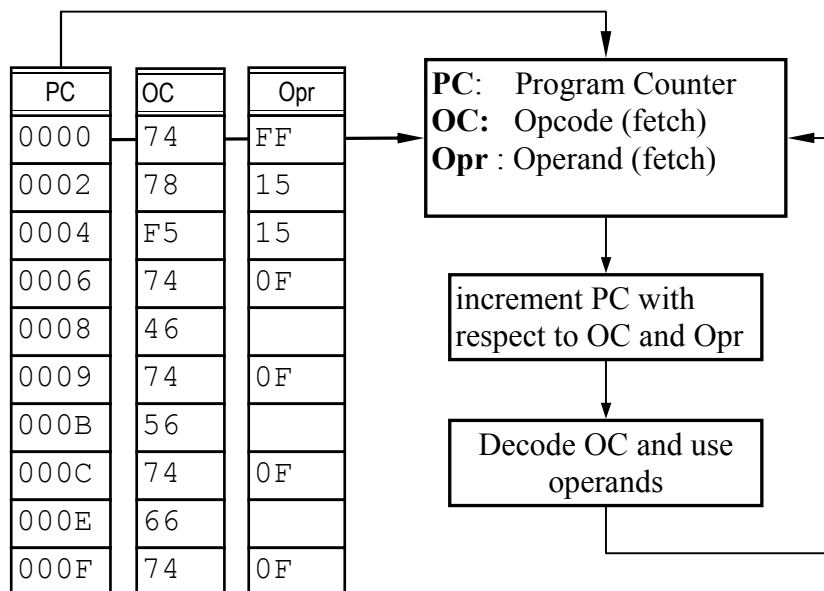 PC OC Opr
0000 74 FF
0002 78 15
0004 F5 15
0006 74 0F
0008 46
0009 74 0F
000B 56
000C 74 0F
000E 66
000F 74 0F
PC: Program Counter
OC: Opcode (fetch)
Opr : Operand (fetch)
increment PC with
respect to OC and Opr
Decode OC and use
operands